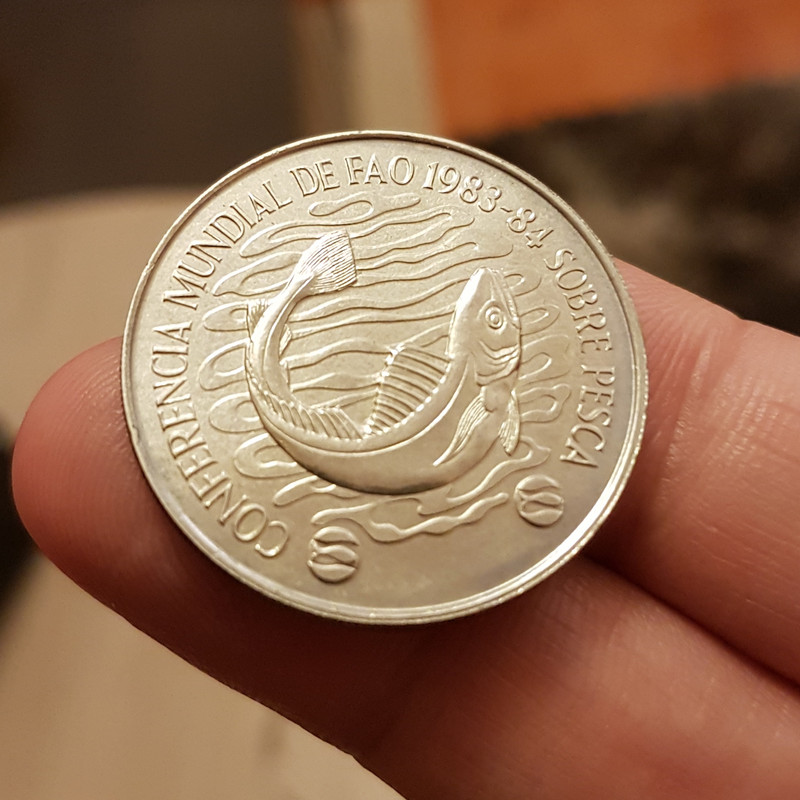 CONFERENCIA MUNDIAL DE FAO 1983-84 SOBRE PESCA